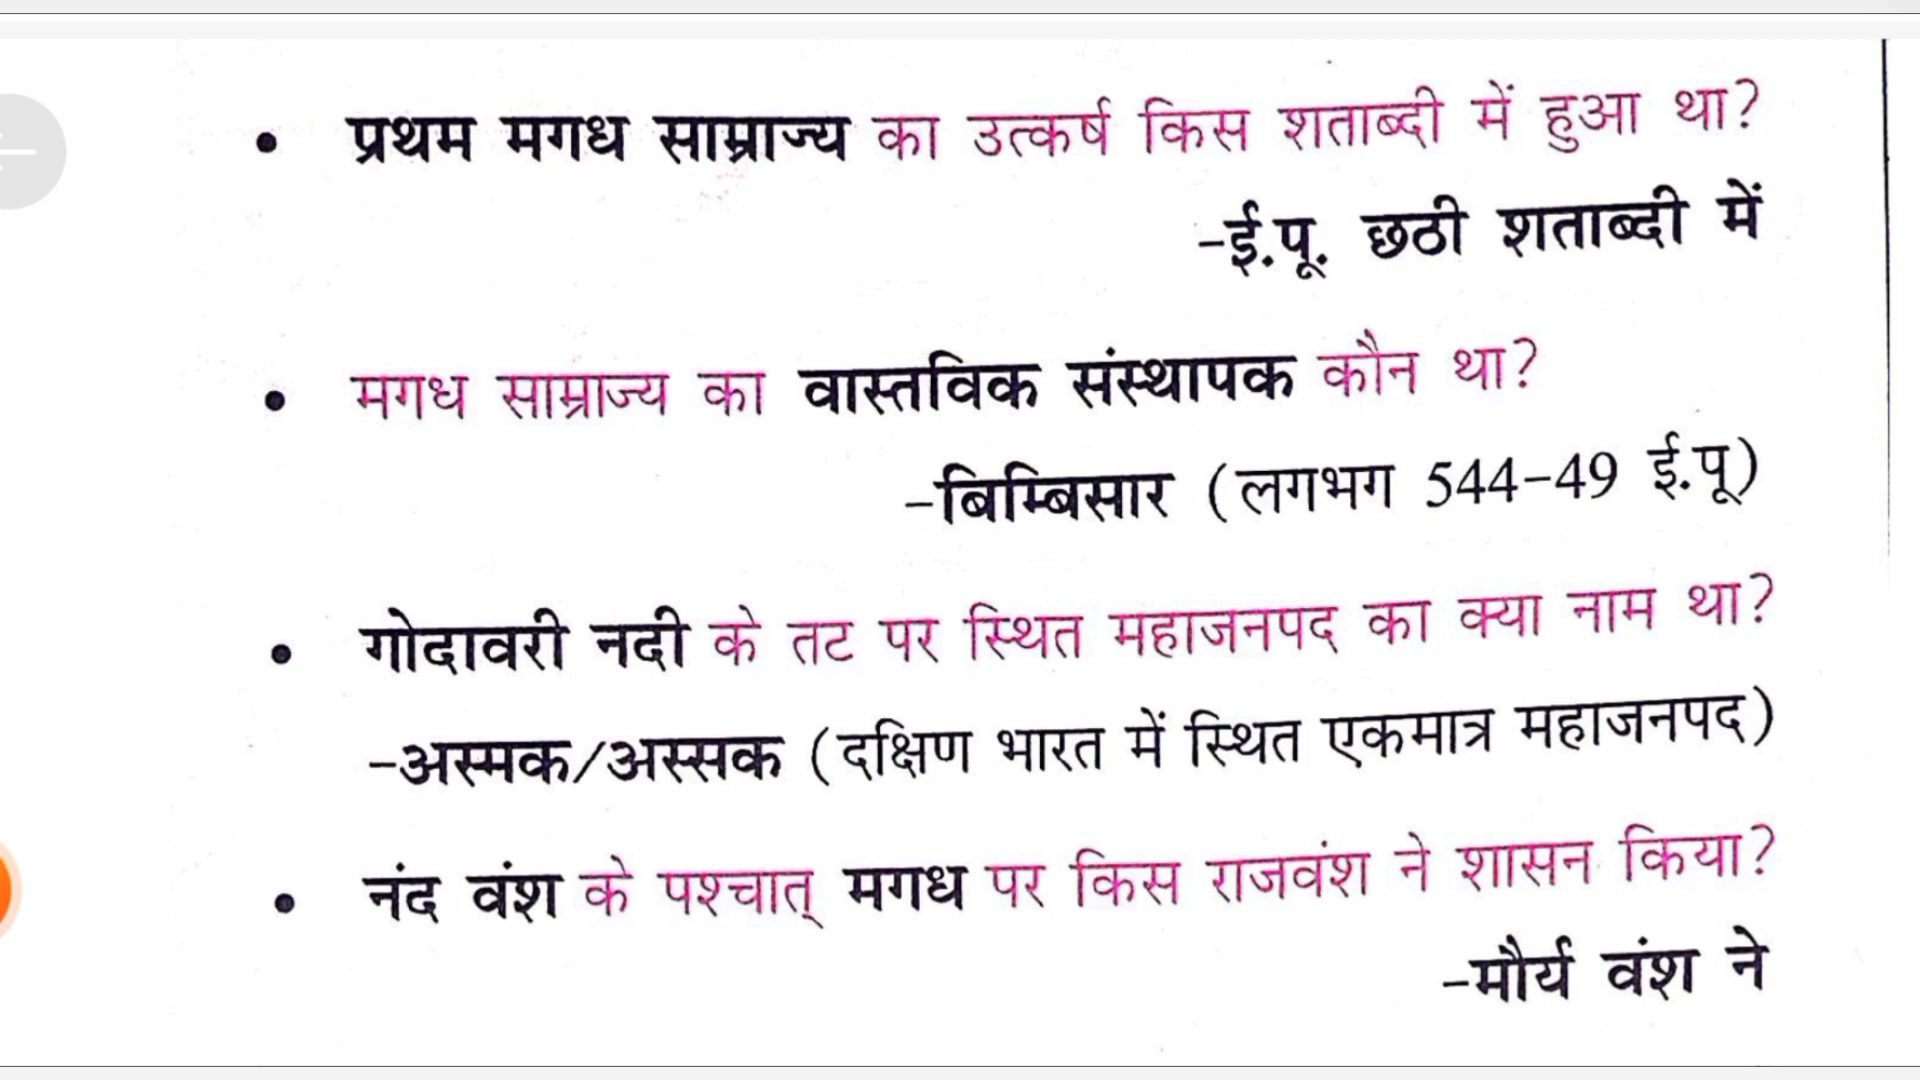 • प्रथम मगध साम्राज्य का उत्कर्ष किस शताब्दी में हुआ था?
-ई.पू. छठी शताब्दी में
• मगध साम्राज्य का वास्तविक संस्थापक कौन था?
-बिम्बिसार (लगभग 544-49 ई.पू)
• गोदावरी नदी के तट पर स्थित महाजनपद का क्या नाम था?
-अस्मक/अस्सक (दक्षिण भारत में स्थित एकमात्र महाजनपद)
• नंद वंश के पश्चात् मगध पर किस राजवंश ने शासन किया?
-मौर्य वंश ने